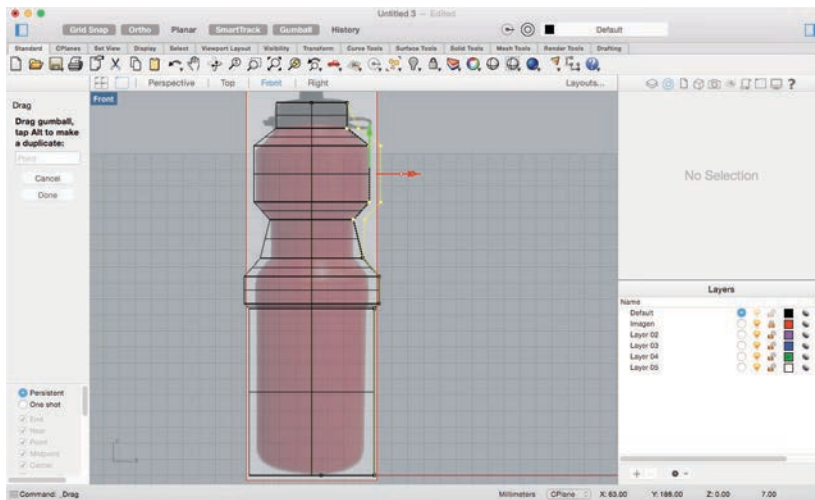 Untitled 3 — Edited
Grid Snap Ortho Planar SmartTrack Gumball History
Default
Standard CPlanes Set View Display Select Viewport Layout Visibility Transform Curve Tools Surface Tools Solid Tools Mesh Tools Render Tools Drafting
Perspective Top Front Right Layouts...
Front
Drag
Drag gumball,
tap Alt to make
a duplicate:
Point
Cancel
Done
No Selection
Layers
Name
Default
Imagen
Layer 02
Layer 03
Layer 04
Layer 05
Persistent
One shot
End
Near
Point
Midpoint
Center
Command: _Drag
Millimeters CPlane X: 63.00 Y: 186.00 Z: 0.00 7.00